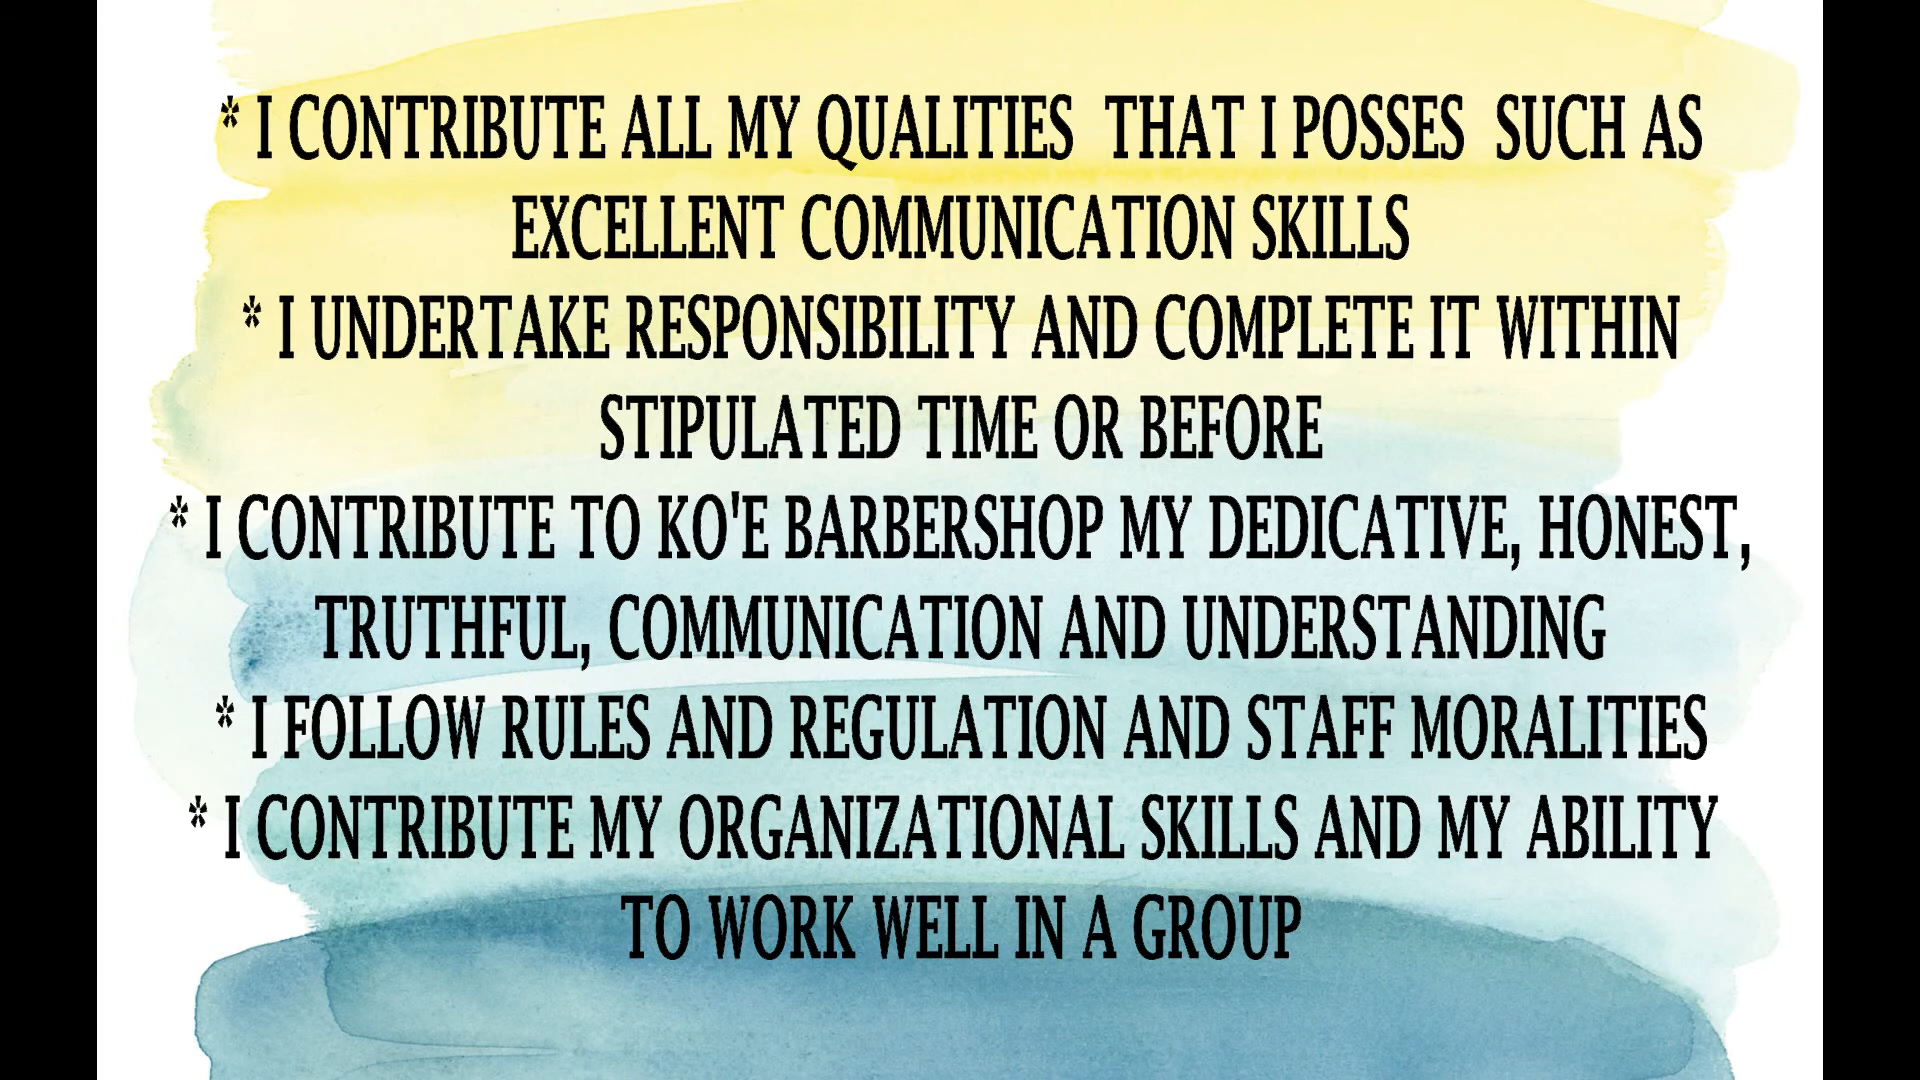 * I CONTRIBUTE ALL MY QUALITIES THAT I POSSES SUCH AS
EXCELLENT COMMUNICATION SKILLS
* I UNDERTAKE RESPONSIBILITY AND COMPLETE IT WITHIN
STIPULATED TIME OR BEFORE
* I CONTRIBUTE TO KO'E BARBERSHOP MY DEDICATIVE, HONEST,
TRUTHFUL, COMMUNICATION AND UNDERSTANDING
* I FOLLOW RULES AND REGULATION AND STAFF MORALITIES
* I CONTRIBUTE MY ORGANIZATIONAL SKILLS AND MY ABILITY
TO WORK WELL IN A GROUP